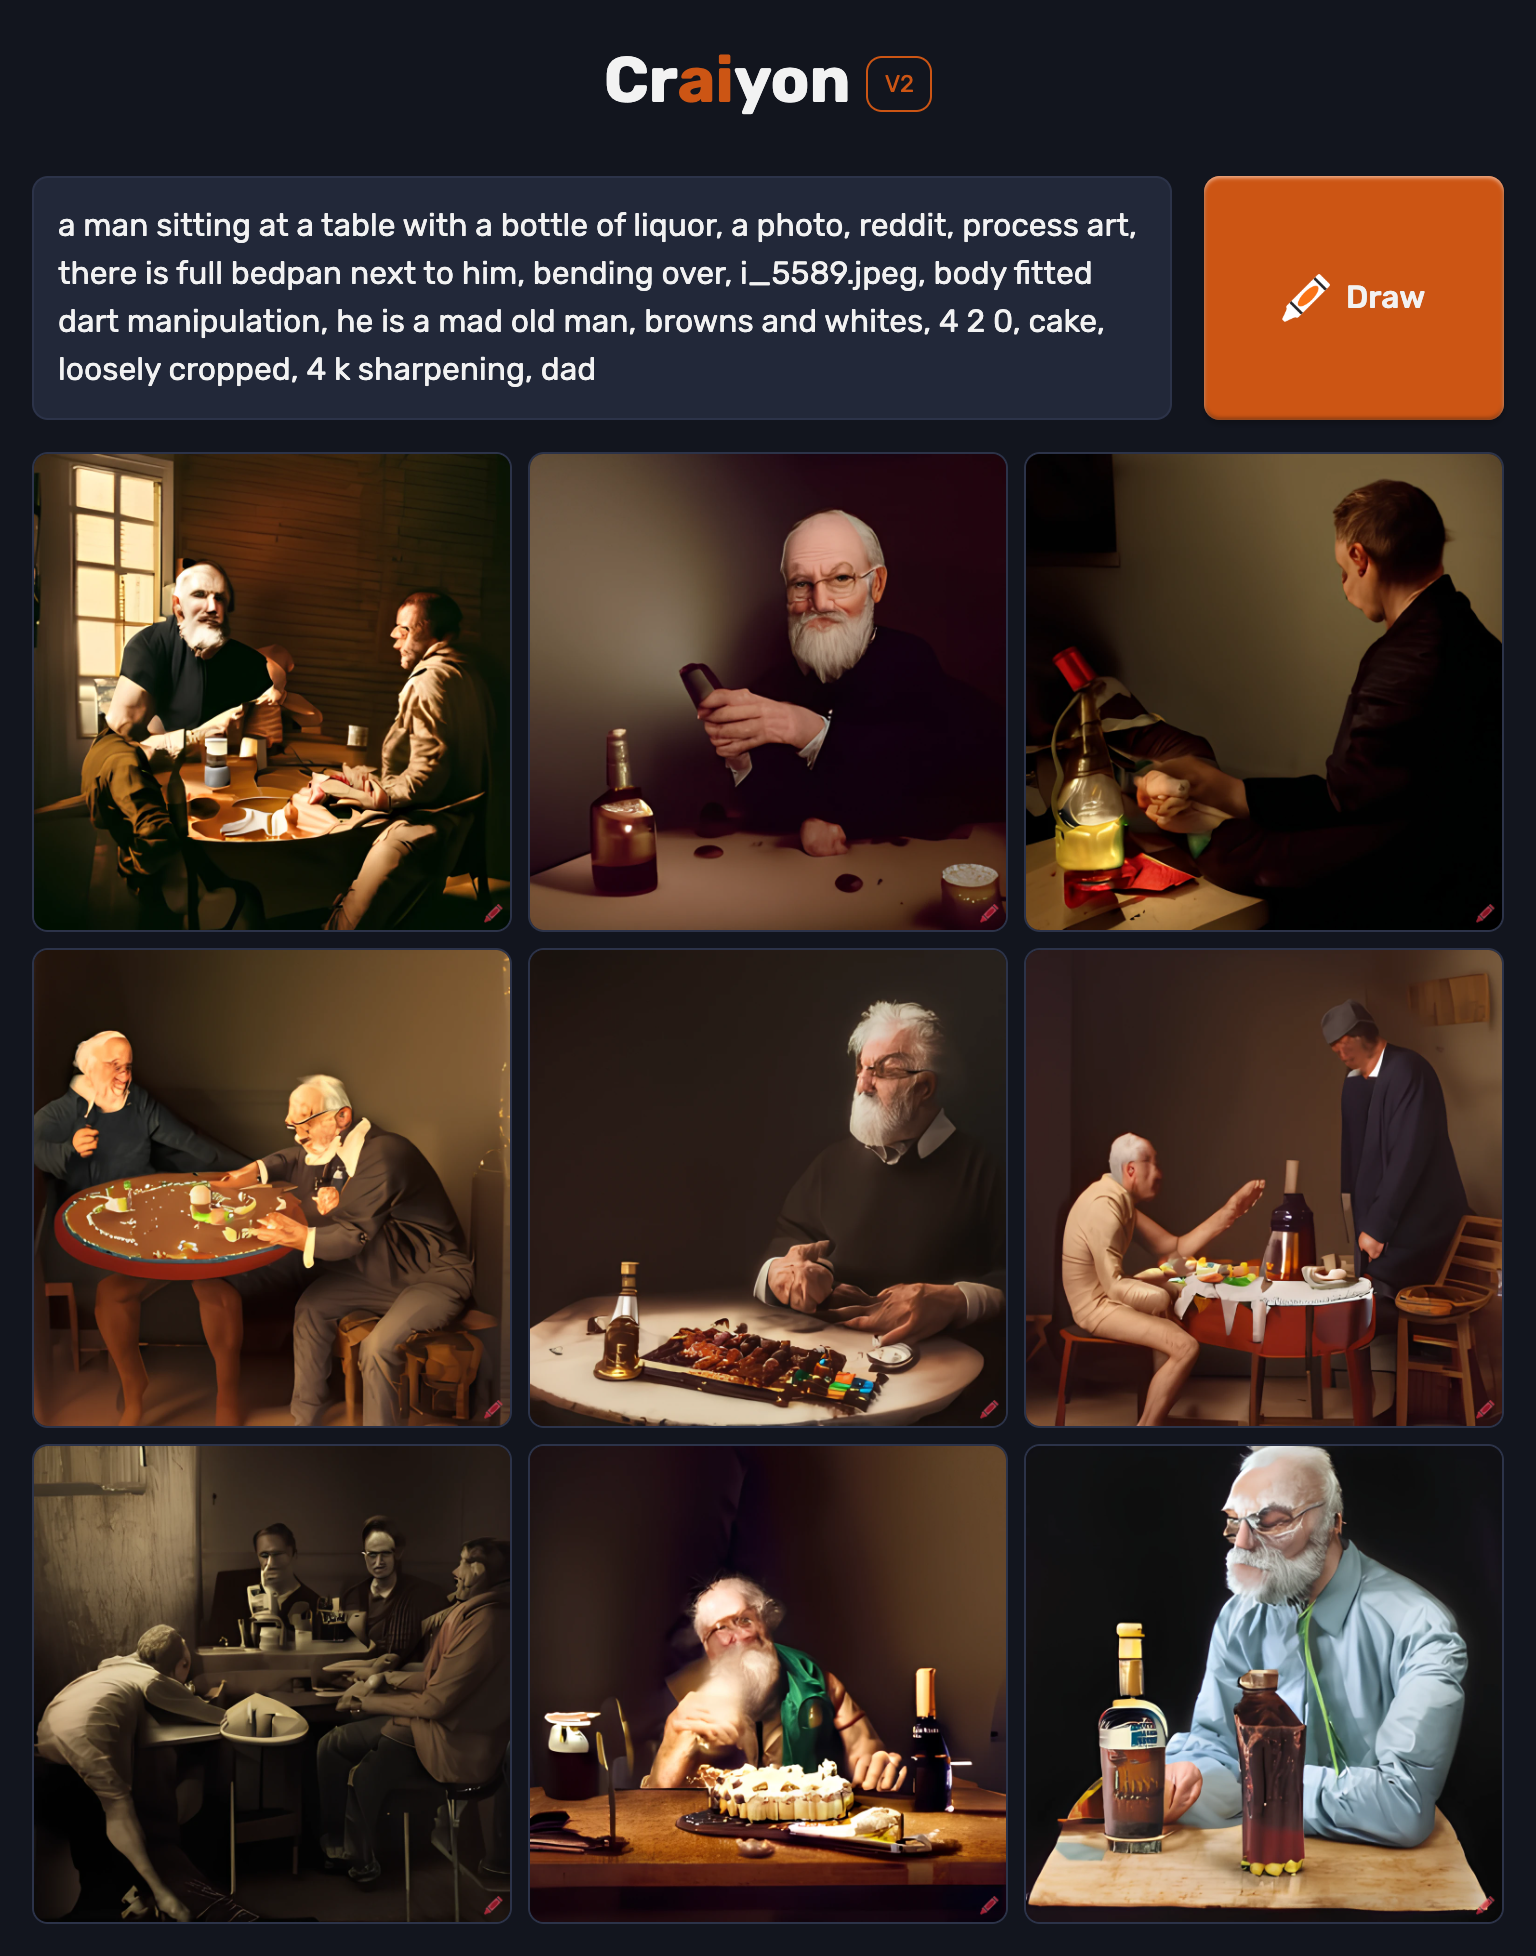 Craiyon V2
a man sitting at a table with a bottle of liquor, a photo, reddit, process art,
there is full bedpan next to him, bending over, i_5589.jpeg, body fitted
dart manipulation, he is a mad old man, browns and whites, 4 2 0, cake,
loosely cropped, 4 k sharpening, dad
Draw